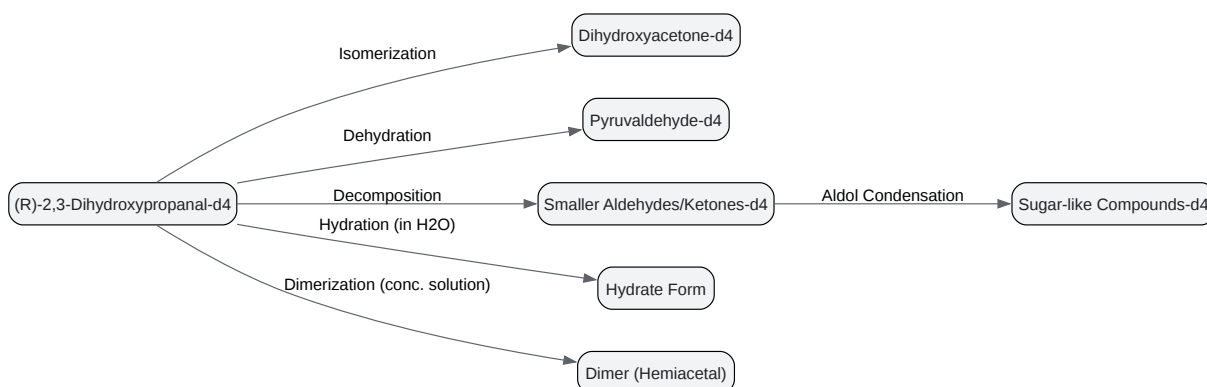 Dihydroxyacetone-d4
Isomerization
Pyruvaldehyde-d4
Dehydration
(R)-2,3-Dihydroxypropanal-d4
Decomposition
Smaller Aldehydes/Ketones-d4
Aldol Condensation
Sugar-like Compounds-d4
Hydration (in H2O)
Hydrate Form
Dimerization (conc. solution)
Dimer (Hemiacetal)